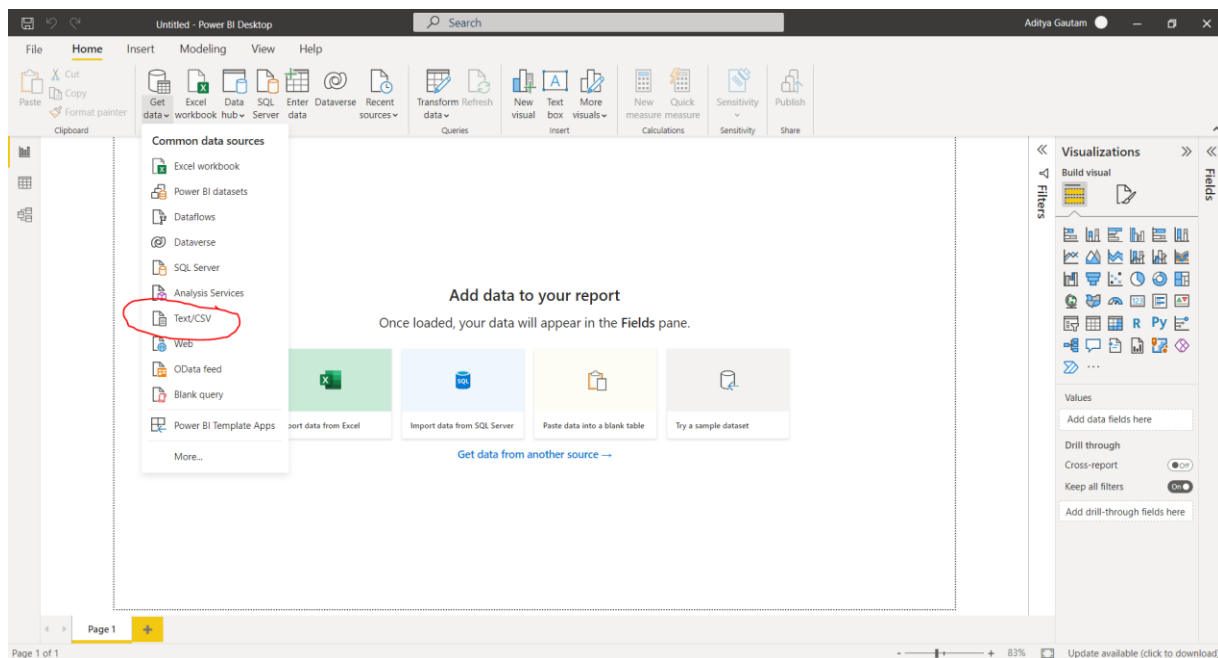 Untitled - Power BI Desktop
Search
Aditya Gautam
File Home Insert Modeling View Help
Paste
Cut
Copy
Format painter
Clipboard
Get data
Excel workbook
Data hub
SQL Server
Enter data
Dataverse
Recent sources
Transform data
Refresh
Queries
New visual
Text box
More visuals
Insert
New measure
Quick measure
Calculations
Sensitivity
Sensitivity
Publish
Share
Common data sources
Excel workbook
Power BI datasets
Dataflows
Dataverse
SQL Server
Analysis Services
Text/CSV
Web
OData feed
Blank query
Power BI Template Apps
More...
Add data to your report
Once loaded, your data will appear in the Fields pane.
SQL
port data from Excel
Import data from SQL Server
Paste data into a blank table
Try a sample dataset
Get data from another source →
Filters
Visualizations
Build visual
Fields
R Py
Values
Add data fields here
Drill through
Cross-report
Off
Keep all filters
On
Add drill-through fields here
Page 1
Page 1 of 1
83%
Update available (click to download)